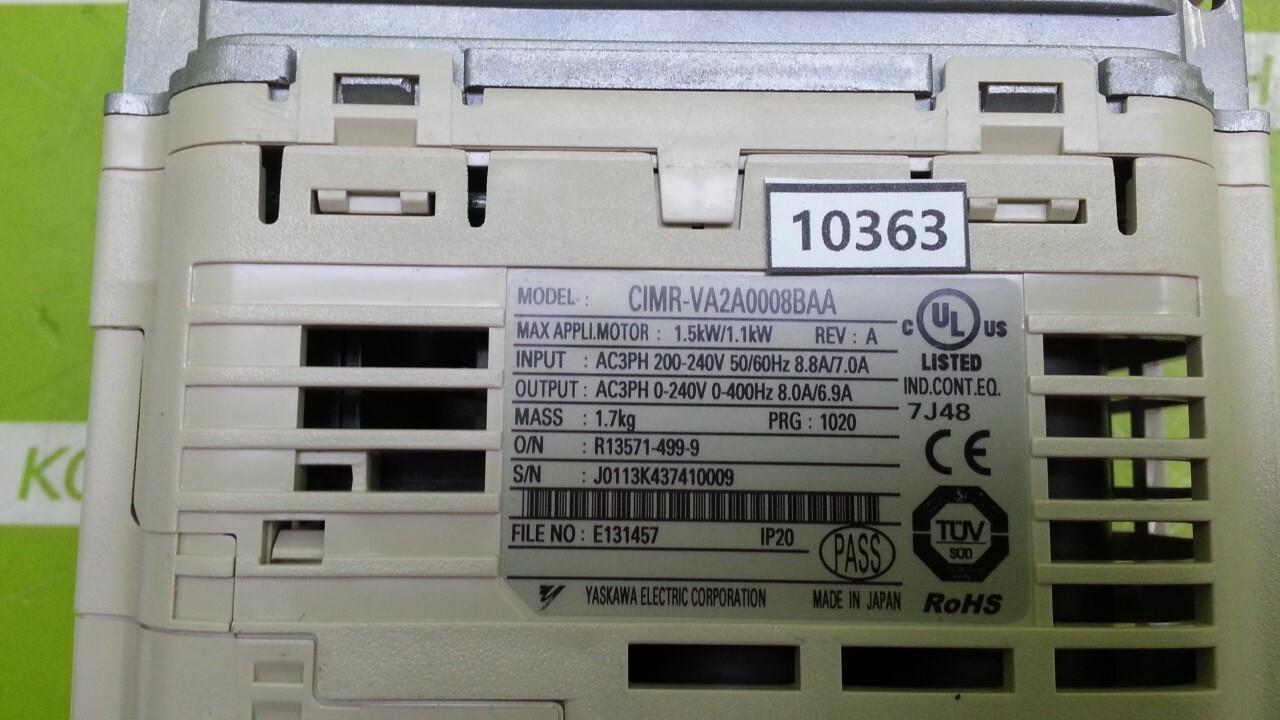 10363
MODEL : CIMR-VA2A0008BAA
MAX APPLI.MOTOR : 1.5kW/1.1kW REV : A
INPUT : AC3PH 200-240V 50/60Hz 8.8A/7.0A
OUTPUT : AC3PH 0-240V 0-400Hz 8.0A/6.9A
MASS : 1.7kg PRG : 1020
O/N : R13571-499-9
S/N : J0113K437410009
FILE NO : E131457 IP20 PASS
YASKAWA ELECTRIC CORPORATION MADE IN JAPAN
C UL US
LISTED
IND.CONT.EQ.
7J48
CE
TÜV
SÜD
RoHS